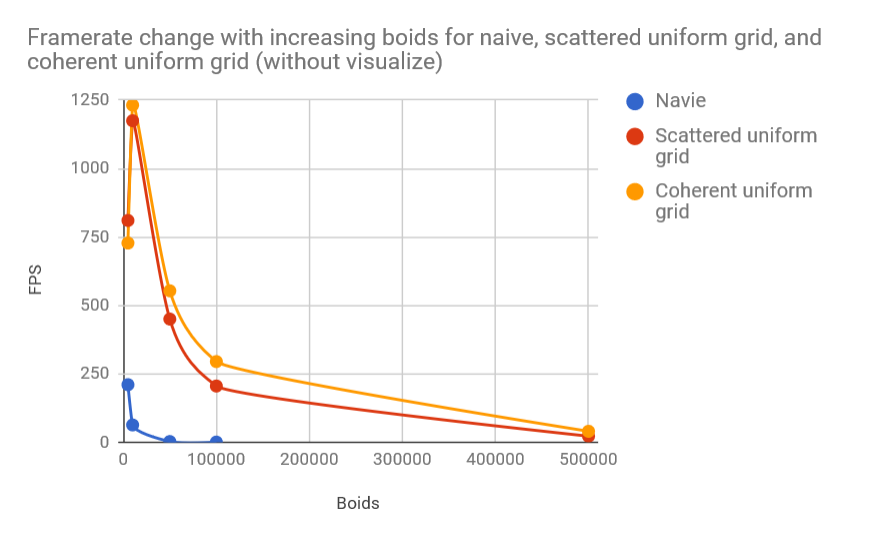 Framerate change with increasing boids for naive, scattered uniform grid, and
coherent uniform grid (without visualize)
1250
1000
750
500
250
0
FPS
0 100000 200000 300000 400000 500000
Boids
Navie
Scattered uniform
grid
Coherent uniform
grid